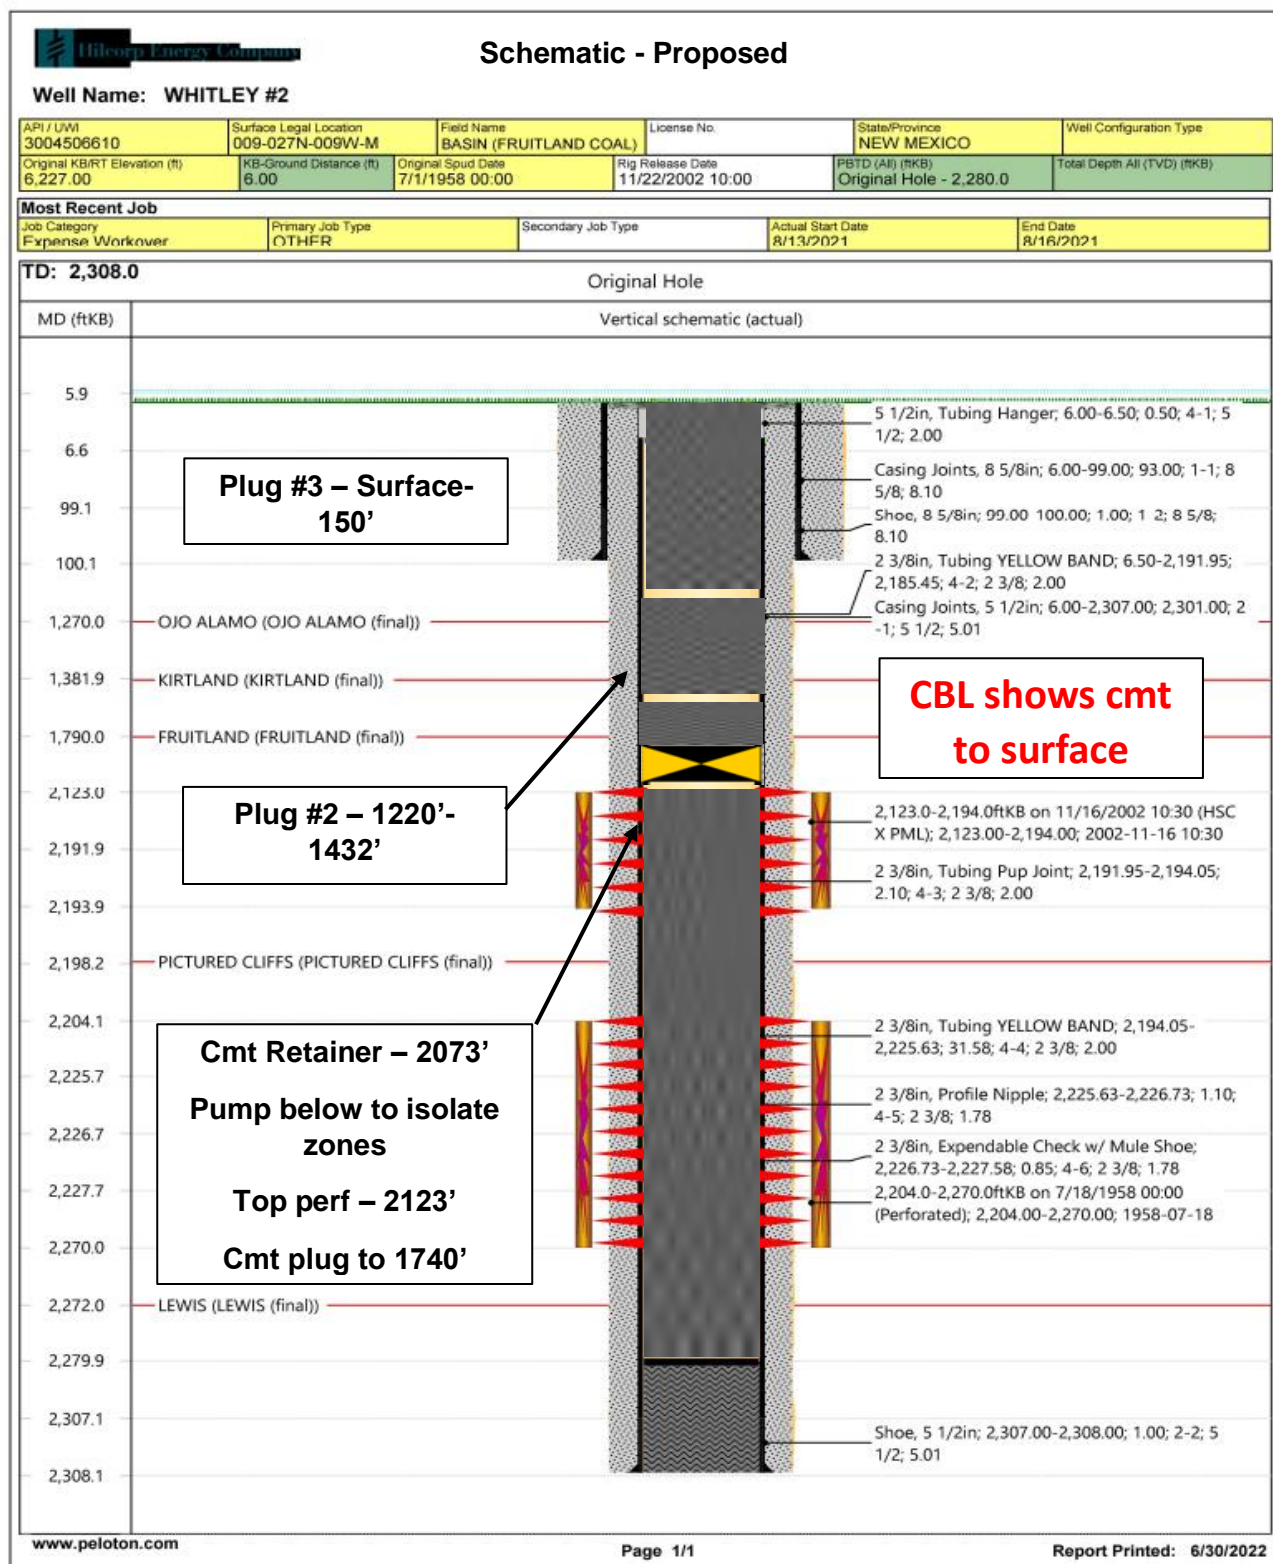 Hilcorp Energy Company
Schematic - Proposed
Well Name: WHITLEY #2
API / UWI
3004506610
Surface Legal Location
009-027N-009W-M
Field Name
BASIN (FRUITLAND COAL)
License No.
State/Province
NEW MEXICO
Well Configuration Type
Original KB/RT Elevation (ft)
6,227.00
KB-Ground Distance (ft)
6.00
Original Spud Date
7/1/1958 00:00
Rig Release Date
11/22/2002 10:00
PBTD (All) (ftKB)
Original Hole - 2,280.0
Total Depth All (TVD) (ftKB)
Most Recent Job
Job Category
Expense Workover
Primary Job Type
OTHER
Secondary Job Type
Actual Start Date
8/13/2021
End Date
8/16/2021
TD: 2,308.0
Original Hole
MD (ftKB)
Vertical schematic (actual)
5.9
6.6
99.1
100.1
1,270.0
1,381.9
1,790.0
2,123.0
2,191.9
2,193.9
2,198.2
2,204.1
2,225.7
2,226.7
2,227.7
2,270.0
2,272.0
2,279.9
2,307.1
2,308.1
Plug #3 – Surface-
150’
OJO ALAMO (OJO ALAMO (final))
KIRTLAND (KIRTLAND (final))
FRUITLAND (FRUITLAND (final))
Plug #2 – 1220’-
1432’
PICTURED CLIFFS (PICTURED CLIFFS (final))
Cmt Retainer – 2073’
Pump below to isolate
zones
Top perf – 2123’
Cmt plug to 1740’
LEWIS (LEWIS (final))
5 1/2in, Tubing Hanger; 6.00-6.50; 0.50; 4-1; 5
1/2; 2.00
Casing Joints, 8 5/8in; 6.00-99.00; 93.00; 1-1; 8
5/8; 8.10
Shoe, 8 5/8in; 99.00-100.00; 1.00; 1-2; 8 5/8;
8.10
2 3/8in, Tubing YELLOW BAND; 6.50-2,191.95;
2,185.45; 4-2; 2 3/8; 2.00
Casing Joints, 5 1/2in; 6.00-2,307.00; 2,301.00; 2
-1; 5 1/2; 5.01
CBL shows cmt
to surface
2,123.0-2,194.0ftKB on 11/16/2002 10:30 (HSC
X PML); 2,123.00-2,194.00; 2002-11-16 10:30
2 3/8in, Tubing Pup Joint; 2,191.95-2,194.05;
2.10; 4-3; 2 3/8; 2.00
2 3/8in, Tubing YELLOW BAND; 2,194.05-
2,225.63; 31.58; 4-4; 2 3/8; 2.00
2 3/8in, Profile Nipple; 2,225.63-2,226.73; 1.10;
4-5; 2 3/8; 1.78
2 3/8in, Expendable Check w/ Mule Shoe;
2,226.73-2,227.58; 0.85; 4-6; 2 3/8; 1.78
2,204.0-2,270.0ftKB on 7/18/1958 00:00
(Perforated); 2,204.00-2,270.00; 1958-07-18
Shoe, 5 1/2in; 2,307.00-2,308.00; 1.00; 2-2; 5
1/2; 5.01
www.peloton.com
Page 1/1
Report Printed: 6/30/2022